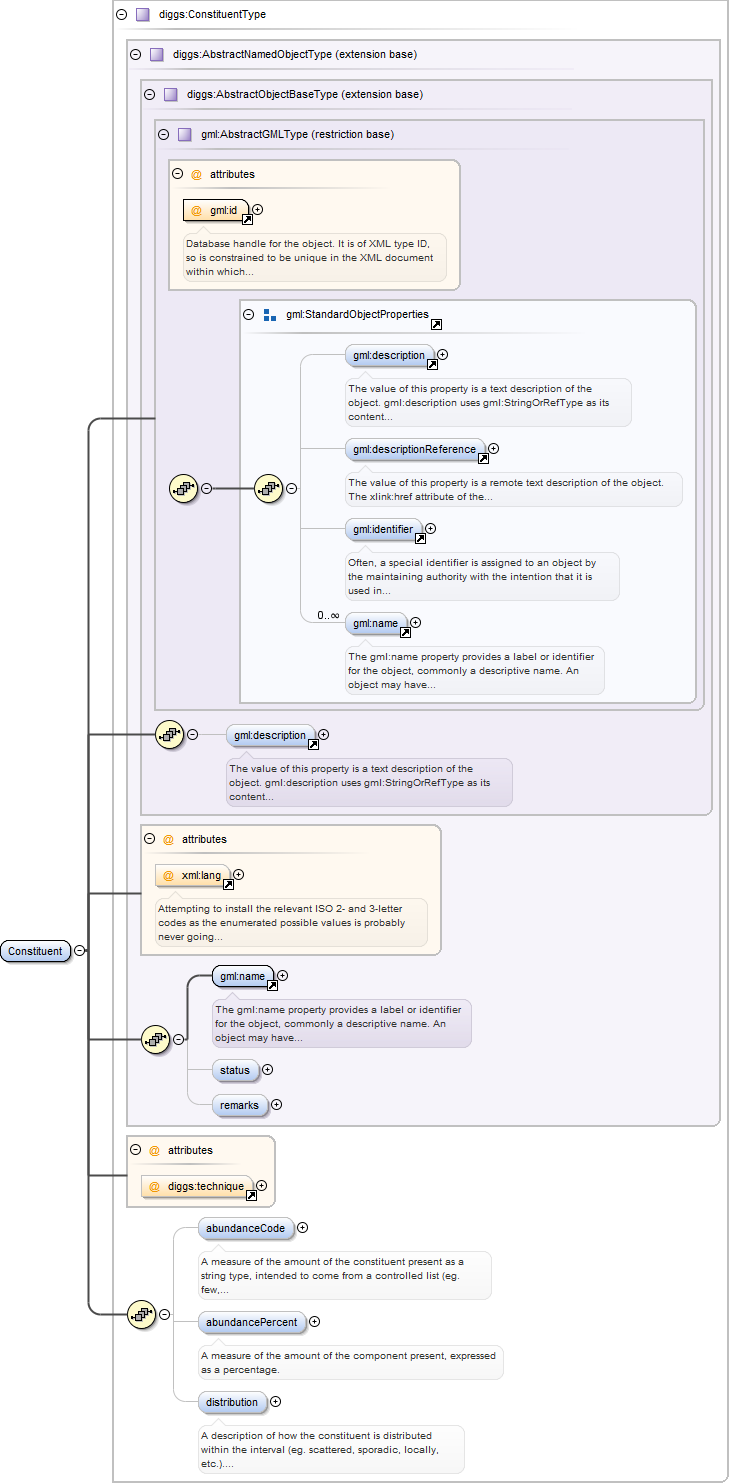 diggs:ConstituentType
diggs:AbstractNamedObjectType (extension base)
diggs:AbstractObjectBaseType (extension base)
gml:AbstractGMLType (restriction base)
@ attributes
@ gml:id
Database handle for the object. It is of XML type ID,
so is constrained to be unique in the XML document
within which...
gml:StandardObjectProperties
gml:description
The value of this property is a text description of the
object. gml:description uses gml:StringOrRefType as its
content...
gml:descriptionReference
The value of this property is a remote text description of the object.
The xlink:href attribute of the...
gml:identifier
Often, a special identifier is assigned to an object by
the maintaining authority with the intention that it is
used in...
0..∞
gml:name
The gml:name property provides a label or identifier
for the object, commonly a descriptive name. An
object may have...
gml:description
The value of this property is a text description of the
object. gml:description uses gml:StringOrRefType as its
content...
@ attributes
@ xml:lang
Attempting to install the relevant ISO 2- and 3-letter
codes as the enumerated possible values is probably
never going...
Constituent
gml:name
The gml:name property provides a label or identifier
for the object, commonly a descriptive name. An
object may have...
status
remarks
@ attributes
@ diggs:technique
abundanceCode
A measure of the amount of the constituent present as a
string type, intended to come from a controlled list (eg.
few,...
abundancePercent
A measure of the amount of the component present, expressed
as a percentage.
distribution
A description of how the constituent is distributed
within the interval (eg. scattered, sporadic, locally,
etc.)....